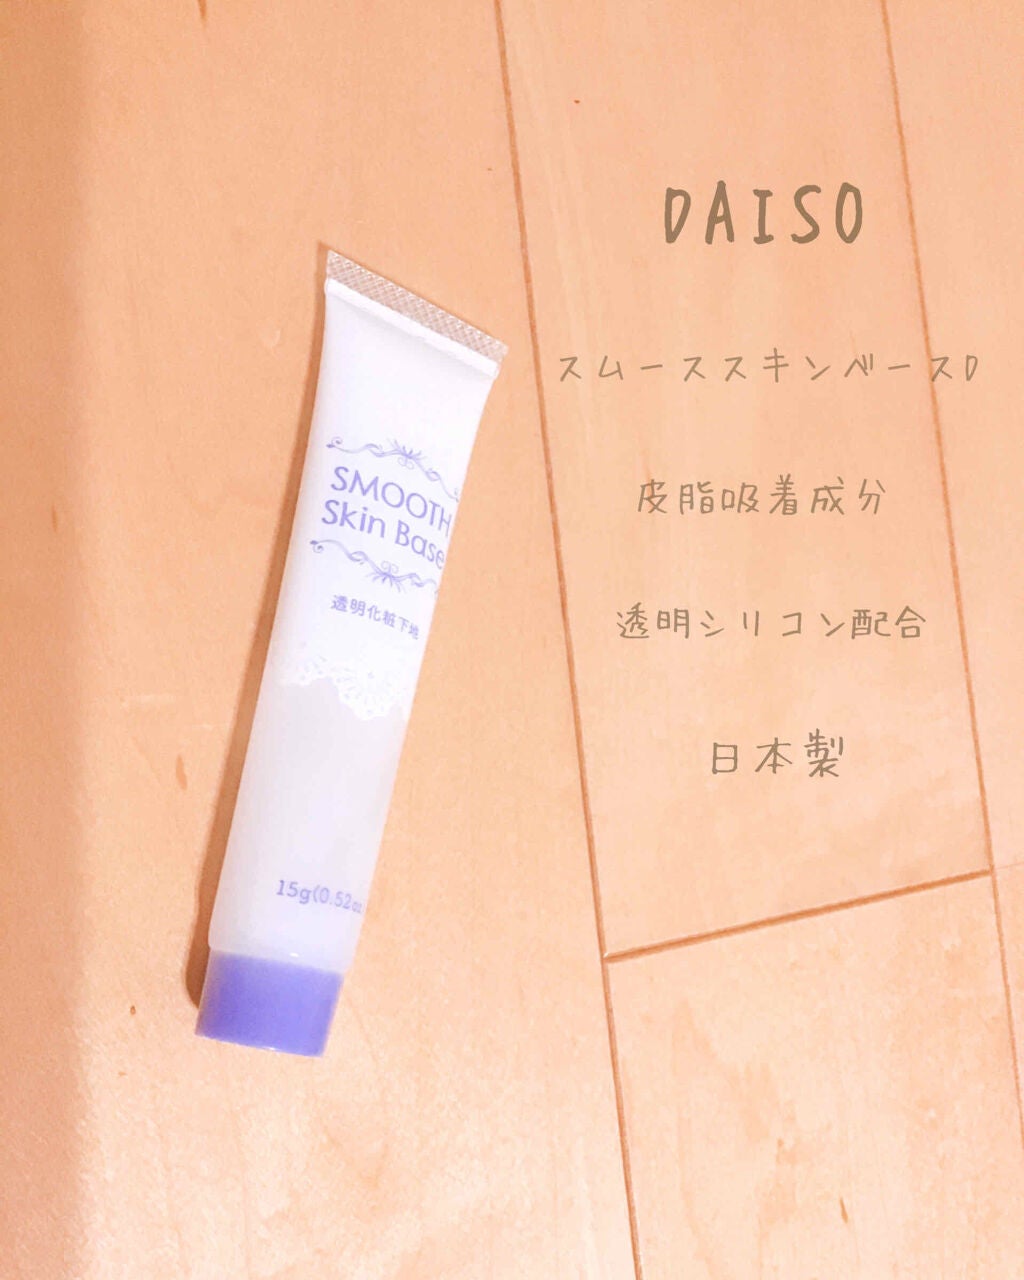 DAISO
スムーススキンベースD
皮脂吸着成分
透明シリコン配合
日本製
SMOOTH
Skin Base
透明化粧下地
15g(0.52oz.